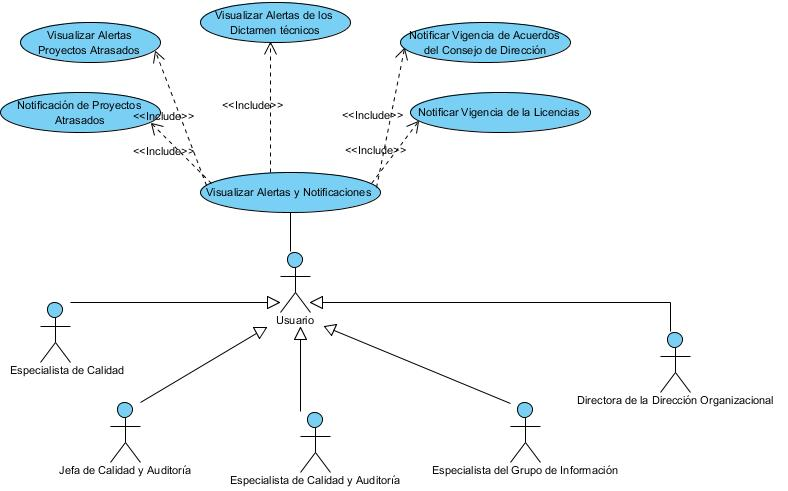 Visualizar Alertas
Proyectos Atrasados
Visualizar Alertas de los
Dictamen técnicos
Notificar Vigencia de Acuerdos
del Consejo de Dirección
Notificación de Proyectos
Atrasados
Notificar Vigencia de la Licencias
<<Include>>
<<Include>>
<<Include>>
<<Include>>
<<Include>>
Visualizar Alertas y Notificaciones
Usuario
Especialista de Calidad
Directora de la Dirección Organizacional
Jefa de Calidad y Auditoría
Especialista de Calidad y Auditoría
Especialista del Grupo de Información